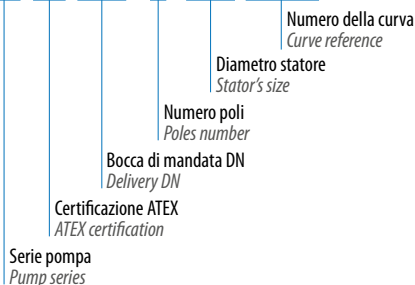 Numero della curva
Curve reference
Diametro statore
Stator's size
Numero poli
Poles number
Bocca di mandata DN
Delivery DN
Certificazione ATEX
ATEX certification
Serie pompa
Pump series